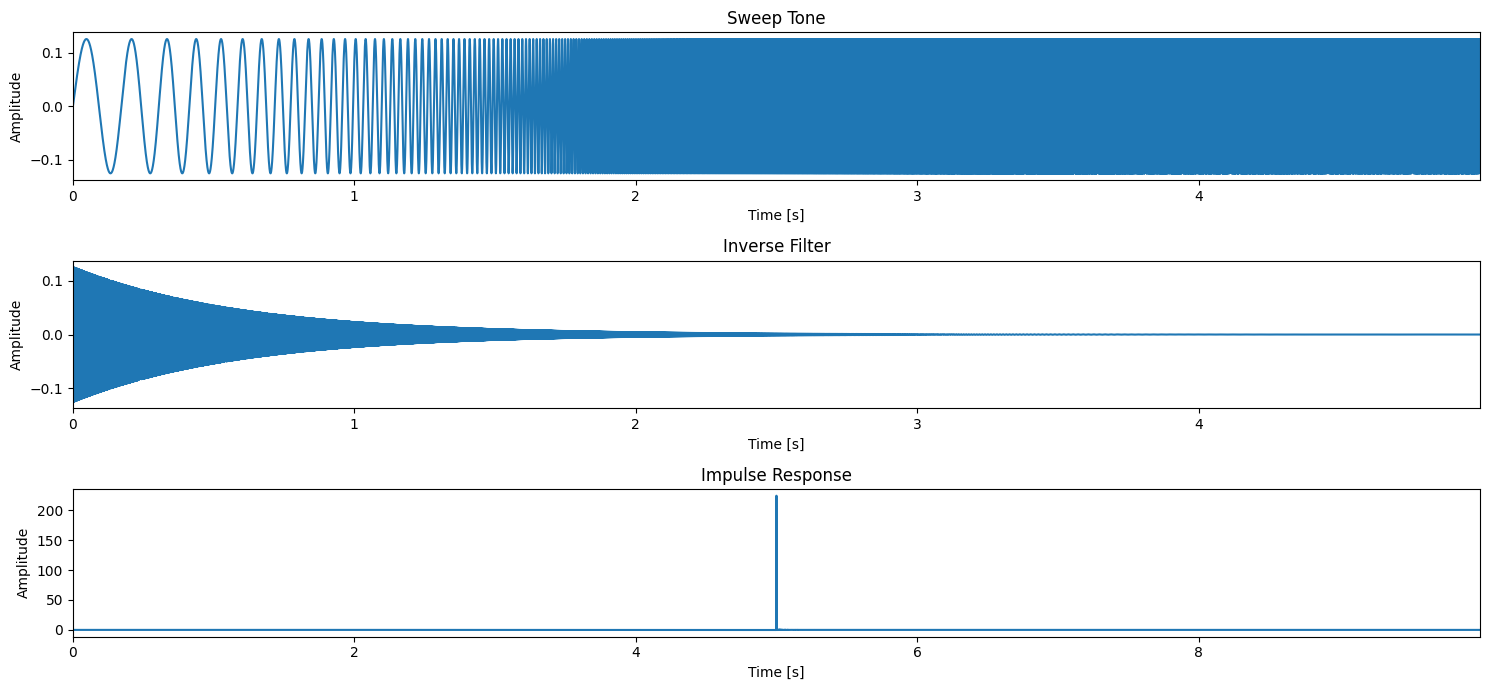 Sweep Tone
0.1
0.0
−0.1
Amplitude
0 1 2 3 4
Time [s]
Inverse Filter
0.1
0.0
−0.1
Amplitude
0 1 2 3 4
Time [s]
Impulse Response
200
150
100
50
0
Amplitude
0 2 4 6 8
Time [s]